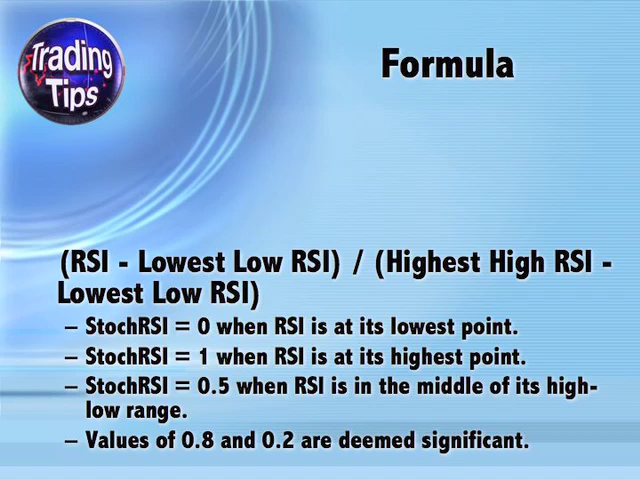 Trading
Tips
Formula
(RSI - Lowest Low RSI) / (Highest High RSI -
Lowest Low RSI)
– StochRSI = 0 when RSI is at its lowest point.
– StochRSI = 1 when RSI is at its highest point.
– StochRSI = 0.5 when RSI is in the middle of its high-
low range.
– Values of 0.8 and 0.2 are deemed significant.